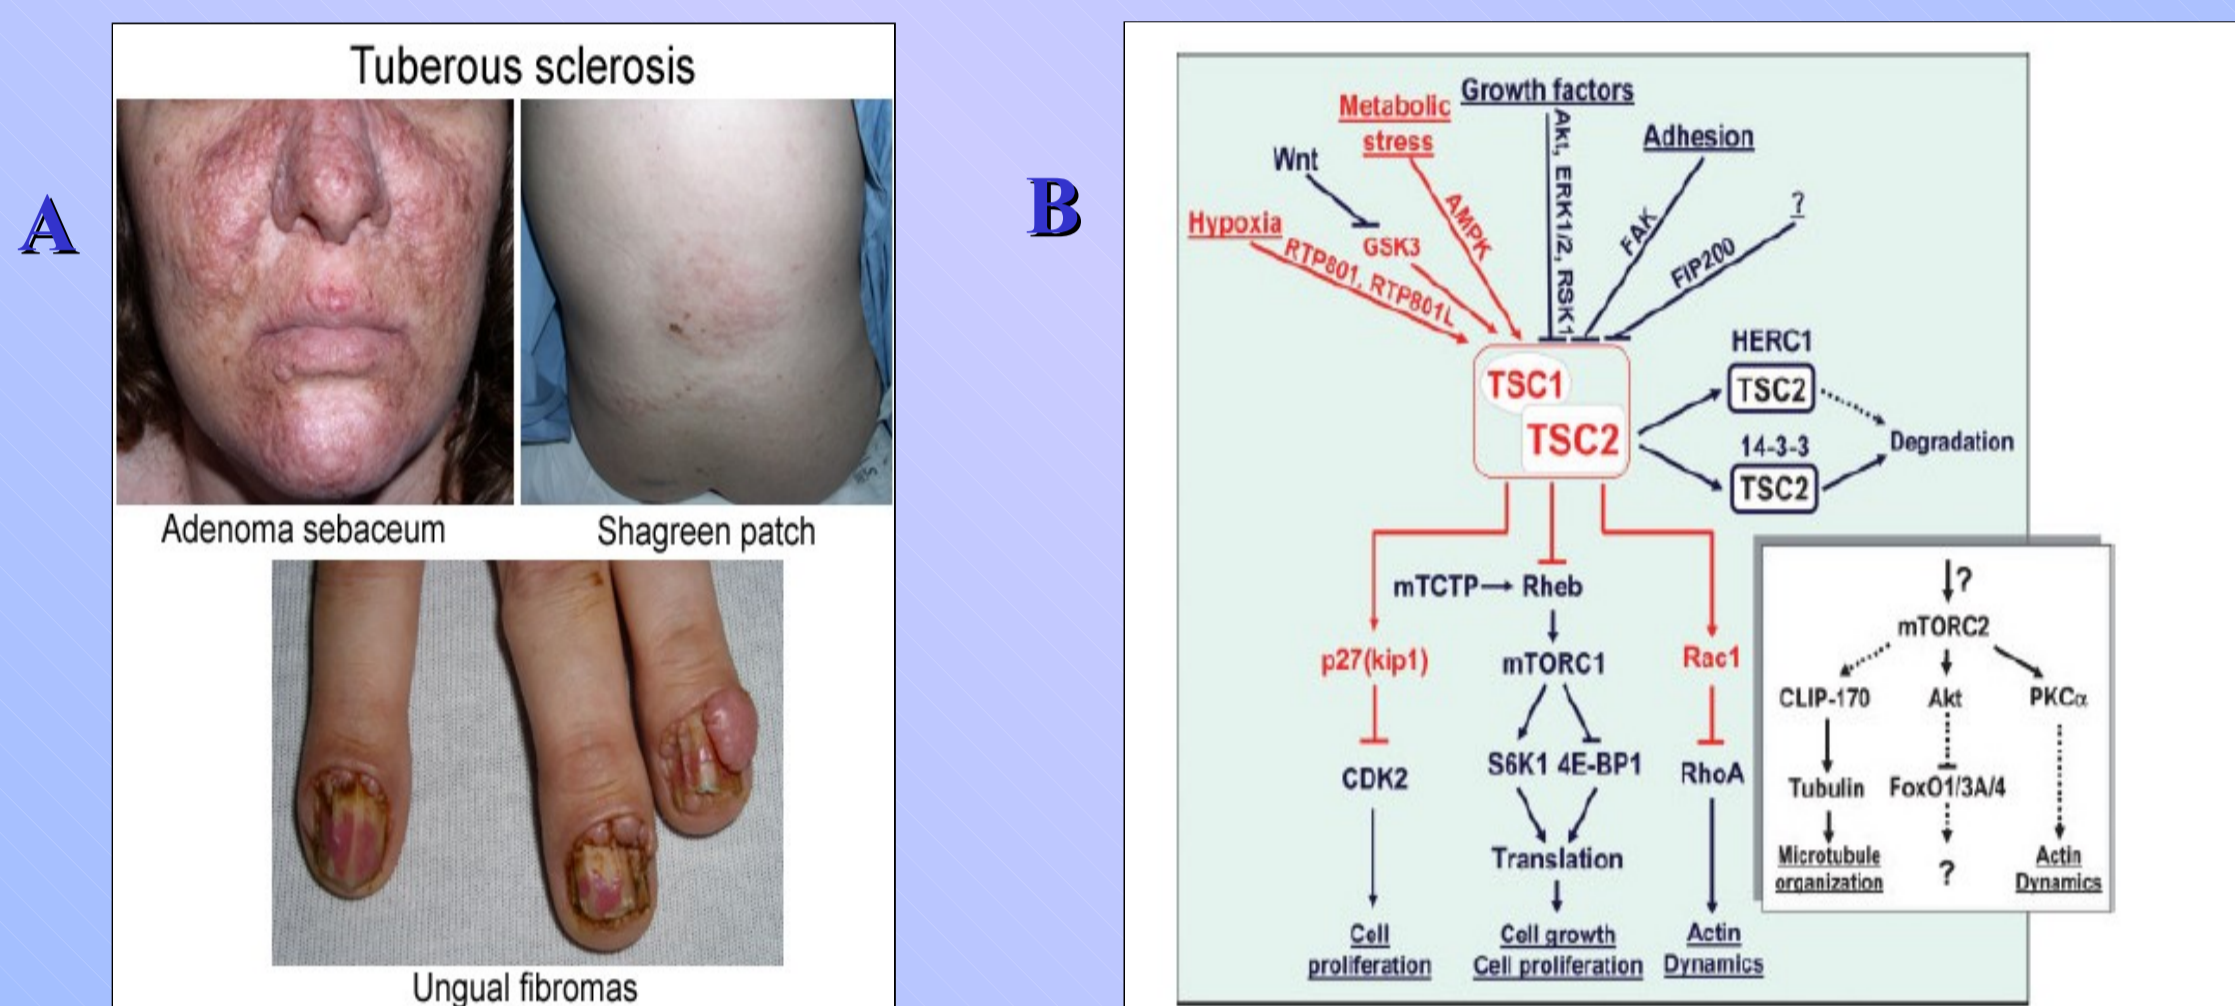 Tuberous sclerosis
A
Adenoma sebaceum
Shagreen patch
Ungual fibromas
B
Growth factors
Metabolic
stress
Adhesion
Wnt
?
Hypoxia
GSK3
AMPK
Akt, ERK1/2, RSK1
FAK
FIP200
RTP801, RTP801L
TSC1
TSC2
HERC1
TSC2
14-3-3
TSC2
Degradation
mTCTP
Rheb
p27(kip1)
mTORC1
Rac1
CDK2
S6K1 4E-BP1
RhoA
Translation
Cell
proliferation
Cell growth
Cell proliferation
Actin
Dynamics
?
mTORC2
CLIP-170
Akt
PKCα
Tubulin
FoxO1/3A/4
Microtubule
organization
?
Actin
Dynamics